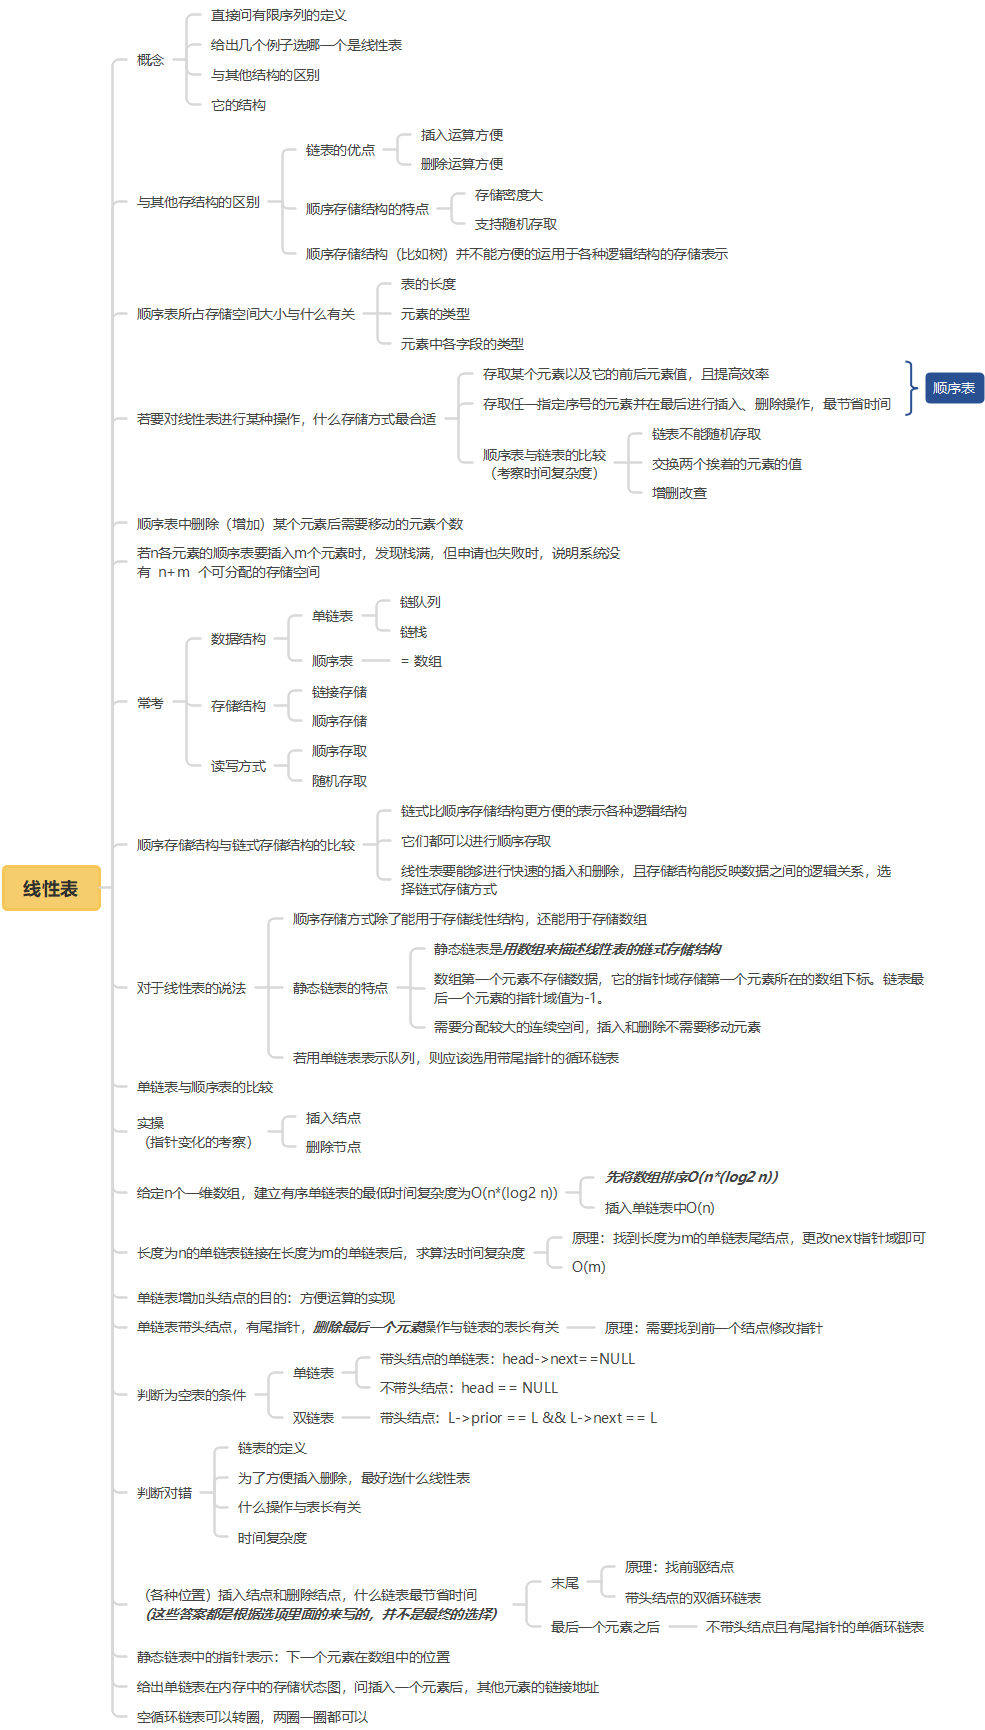 线性表
概念
直接问有限序列的定义
给出几个例子选哪一个是线性表
与其他结构的区别
它的结构
与其他存结构的区别
链表的优点
插入运算方便
删除运算方便
顺序存储结构的特点
存储密度大
支持随机存取
顺序存储结构（比如树）并不能方便的运用于各种逻辑结构的存储表示
顺序表所占存储空间大小与什么有关
表的长度
元素的类型
元素中各字段的类型
若要对线性表进行某种操作，什么存储方式最合适
存取某个元素以及它的前后元素值，且提高效率
存取任一指定序号的元素并在最后进行插入、删除操作，最节省时间
顺序表
顺序表与链表的比较
（考察时间复杂度）
链表不能随机存取
交换两个挨着的元素的值
增删改查
顺序表中删除（增加）某个元素后需要移动的元素个数
若n各元素的顺序表要插入m个元素时，发现栈满，但申请也失败时，说明系统没
有 n+m 个可分配的存储空间
常考
数据结构
单链表
链队列
链栈
顺序表
= 数组
存储结构
链接存储
顺序存储
读写方式
顺序存取
随机存取
顺序存储结构与链式存储结构的比较
链式比顺序存储结构更方便的表示各种逻辑结构
它们都可以进行顺序存取
线性表要能够进行快速的插入和删除，且存储结构能反映数据之间的逻辑关系，选
择链式存储方式
对于线性表的说法
顺序存储方式除了能用于存储线性结构，还能用于存储数组
静态链表的特点
静态链表是用数组来描述线性表的链式存储结构
数组第一个元素不存储数据，它的指针域存储第一个元素所在的数组下标。链表最
后一个元素的指针域值为-1。
需要分配较大的连续空间，插入和删除不需要移动元素
若用单链表表示队列，则应该选用带尾指针的循环链表
单链表与顺序表的比较
实操
（指针变化的考察）
插入结点
删除节点
给定n个一维数组，建立有序单链表的最低时间复杂度为O(n*(log2 n))
先将数组排序O(n*(log2 n))
插入单链表中O(n)
长度为n的单链表链接在长度为m的单链表后，求算法时间复杂度
原理：找到长度为m的单链表尾结点，更改next指针域即可
O(m)
单链表增加头结点的目的：方便运算的实现
单链表带头结点，有尾指针，删除最后一个元素操作与链表的表长有关
原理：需要找到前一个结点修改指针
判断为空表的条件
单链表
带头结点的单链表：head->next==NULL
不带头结点：head == NULL
双链表
带头结点：L->prior == L && L->next == L
判断对错
链表的定义
为了方便插入删除，最好选什么线性表
什么操作与表长有关
时间复杂度
（各种位置）插入结点和删除结点，什么链表最节省时间
（这些答案都是根据选项里面的来写的，并不是最终的选择）
末尾
原理：找前驱结点
带头结点的双循环链表
最后一个元素之后
不带头结点且有尾指针的单循环链表
静态链表中的指针表示：下一个元素在数组中的位置
给出单链表在内存中的存储状态图，问插入一个元素后，其他元素的链接地址
空循环链表可以转圈，两圈一圈都可以